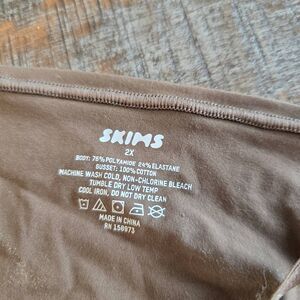 SKIMS
2X
BODY: 76% POLYAMIDE 24% ELASTANE
GUSSET: 100% COTTON
MACHINE WASH COLD, NON-CHLORINE BLEACH
TUMBLE DRY LOW TEMP
COOL IRON, DO NOT DRY CLEAN
MADE IN CHINA
RN 158973